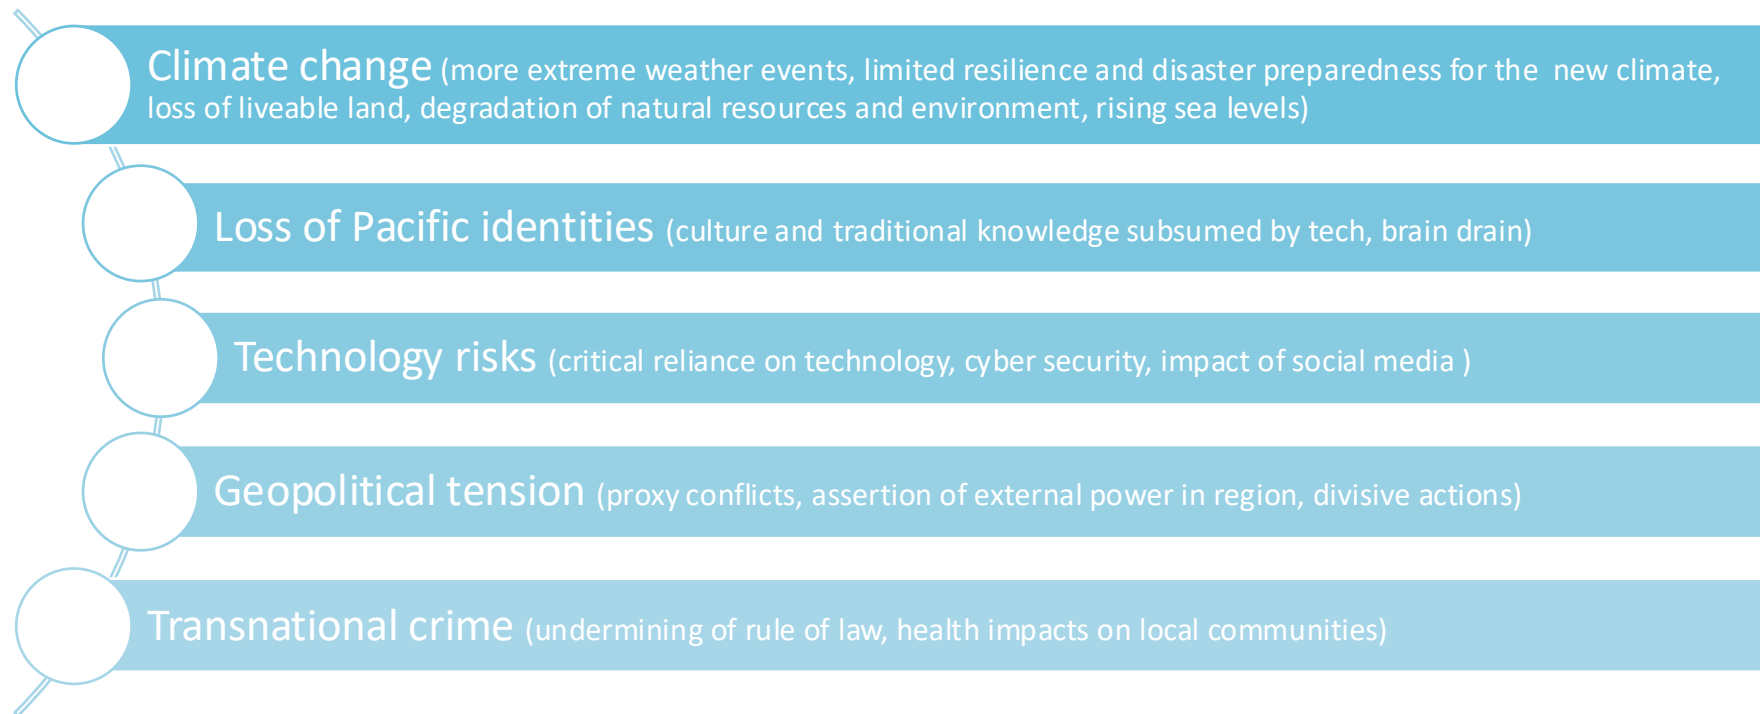 Climate change (more extreme weather events, limited resilience and disaster preparedness for the new climate,
loss of liveable land, degradation of natural resources and environment, rising sea levels)
Loss of Pacific identities (culture and traditional knowledge subsumed by tech, brain drain)
Technology risks (critical reliance on technology, cyber security, impact of social media )
Geopolitical tension (proxy conflicts, assertion of external power in region, divisive actions)
Transnational crime (undermining of rule of law, health impacts on local communities)